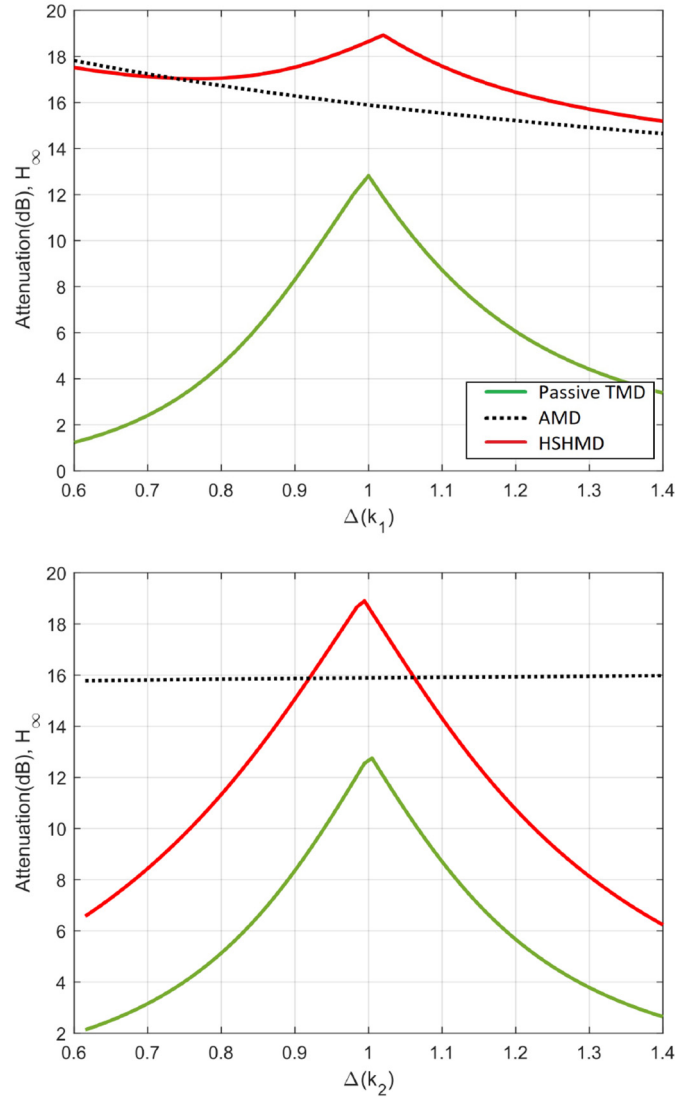 20
18
16
14
12
10
8
6
4
2
0
Attenuation(dB), H∞
Passive TMD
AMD
HSHMD
0.6 0.7 0.8 0.9 1 1.1 1.2 1.3 1.4
Δ(k₁)
20
18
16
14
12
10
8
6
4
2
Attenuation(dB), H∞
0.6 0.7 0.8 0.9 1 1.1 1.2 1.3 1.4
Δ(k₂)